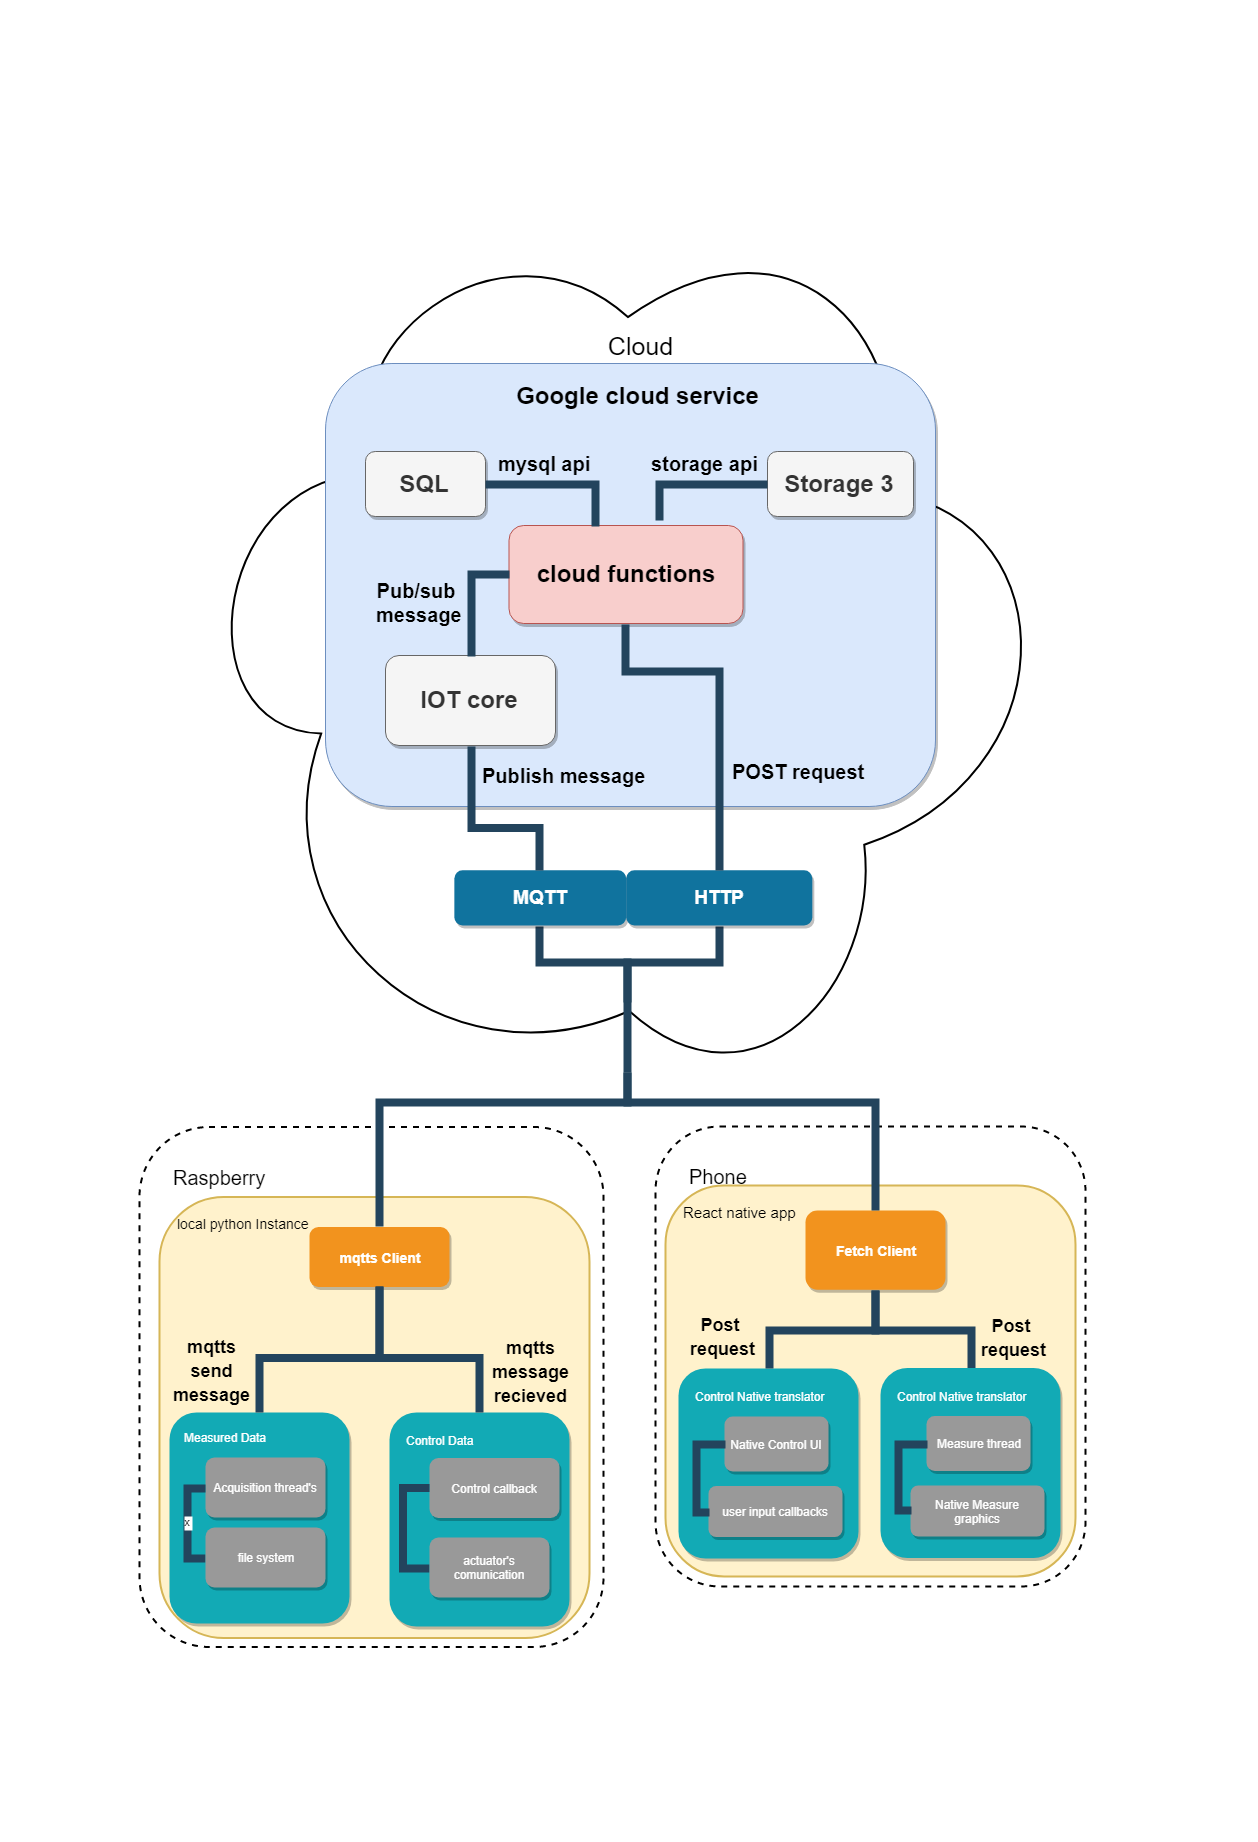 Cloud
Google cloud service
mysql api
storage api
SQL
Storage 3
cloud functions
Pub/sub
message
IOT core
Publish message
POST request
MQTT
HTTP
Raspberry
local python Instance
mqtts Client
mqtts
send
message
mqtts
message
recieved
Measured Data
Acquisition thread's
x
file system
Control Data
Control callback
actuator's
comunication
Phone
React native app
Fetch Client
Post
request
Post
request
Control Native translator
Native Control UI
user input callbacks
Control Native translator
Measure thread
Native Measure
graphics